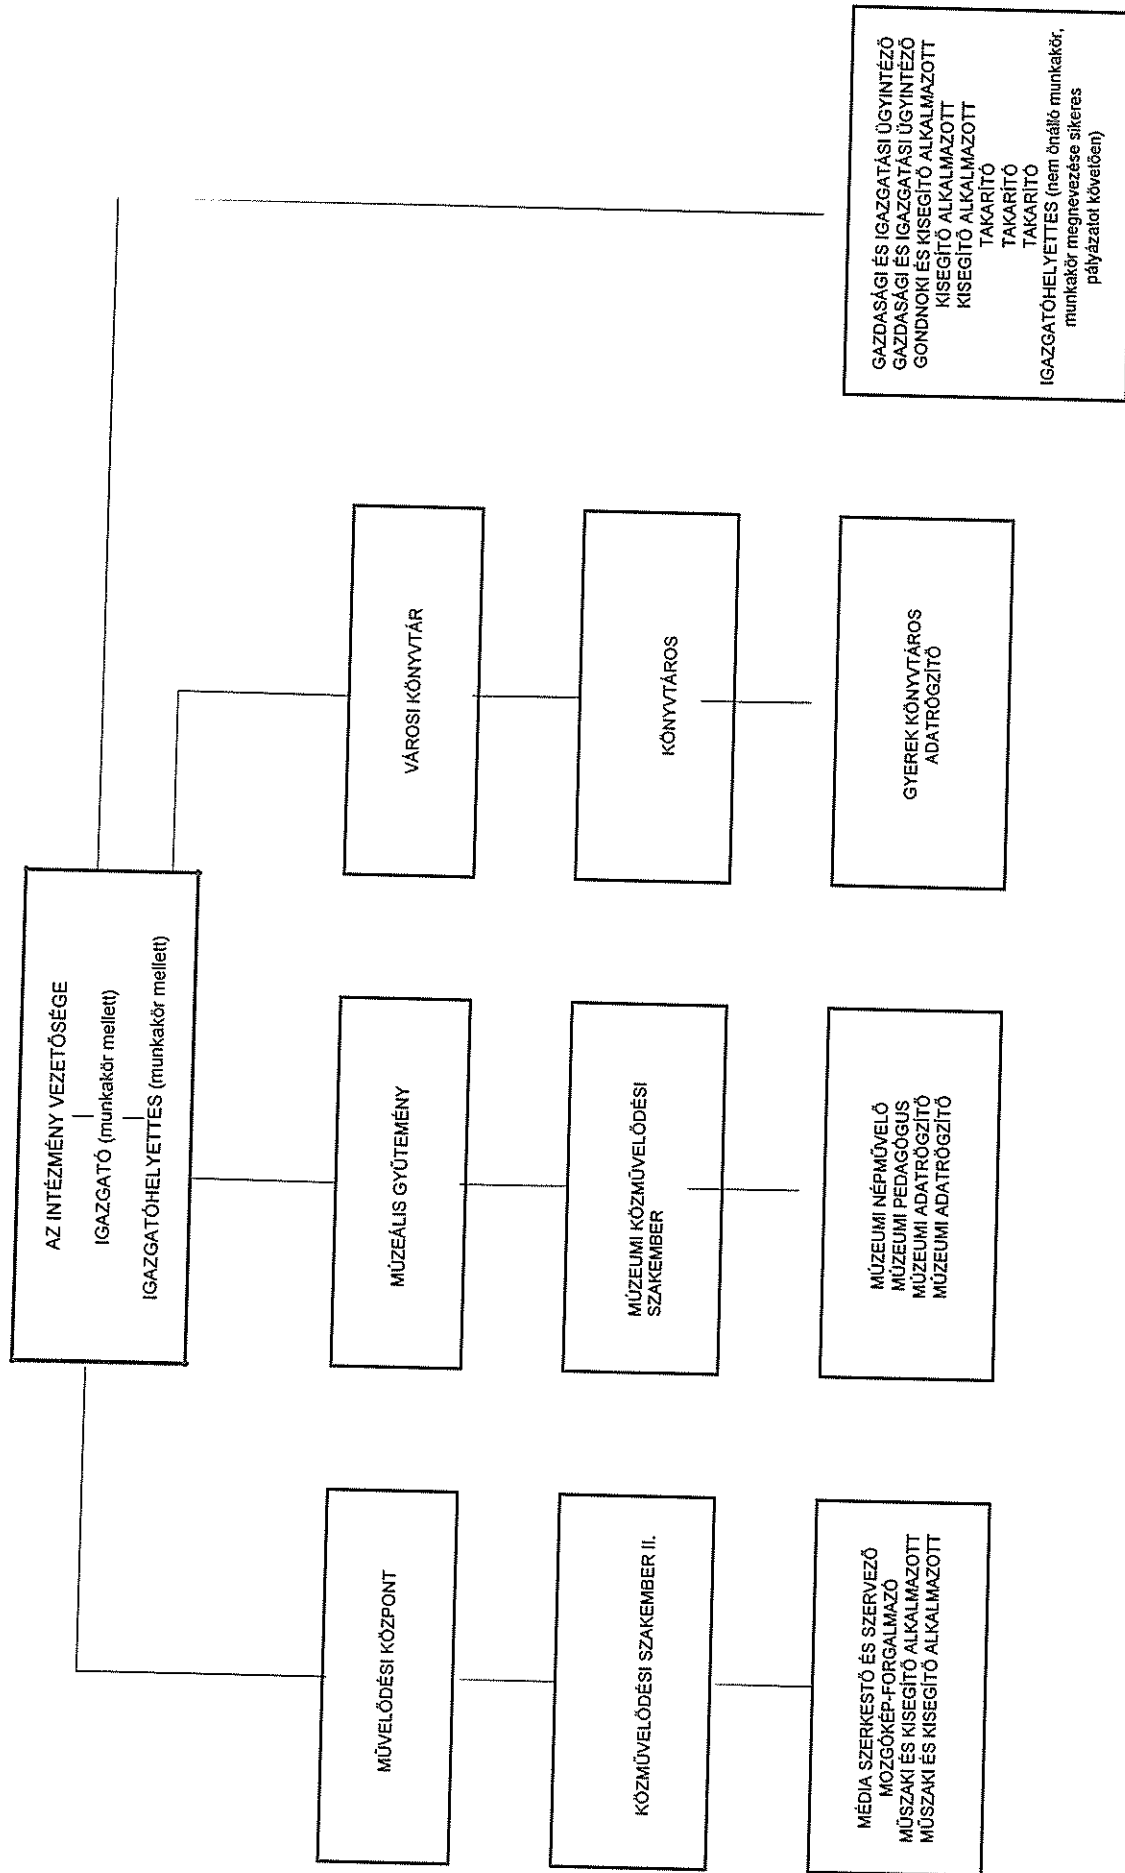 AZ INTÉZMÉNY VEZETŐSÉGE
IGAZGATÓ (munkakör mellett)
IGAZGATÓHELYETTES (munkakör mellett)
MŰVELŐDÉSI KÖZPONT
KÖZMŰVELŐDÉSI SZAKEMBER II.
MÉDIA SZERKESTŐ ÉS SZERVEZŐ
MOZGÓKÉP-FORGALMAZÓ
MŰSZAKI ÉS KISEGÍTŐ ALKALMAZOTT
MŰSZAKI ÉS KISEGÍTŐ ALKALMAZOTT
MÚZEÁLIS GYŰTEMÉNY
MÚZEUMI KÖZMŰVELŐDÉSI
SZAKEMBER
MÚZEUMI NÉPMŰVELŐ
MÚZEUMI PEDAGÓGUS
MÚZEUMI ADATRÖGZÍTŐ
MÚZEUMI ADATRÖGZÍTŐ
VÁROSI KÖNYVTÁR
KÖNYVTÁROS
GYEREK KÖNYVTÁROS
ADATRÖGZÍTŐ
GAZDASÁGI ÉS IGAZGATÁSI ÜGYINTÉZŐ
GAZDASÁGI ÉS IGAZGATÁSI ÜGYINTÉZŐ
GONDNOKI ÉS KISEGÍTŐ ALKALMAZOTT
KISEGÍTŐ ALKALMAZOTT
KISEGÍTŐ ALKALMAZOTT
TAKARÍTÓ
TAKARÍTÓ
TAKARÍTÓ
IGAZGATÓHELYETTES (nem önálló munkakör,
munkakör megnevezése sikeres
pályázatot követően)